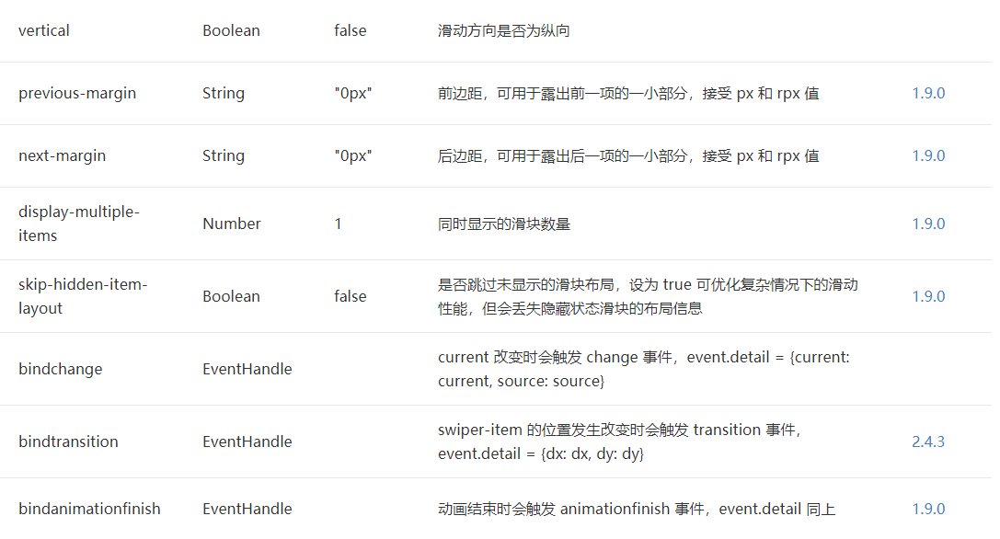 vertical Boolean false 滑动方向是否为纵向
previous-margin String "0px" 前边距，可用于露出前一项的一小部分，接受 px 和 rpx 值 1.9.0
next-margin String "0px" 后边距，可用于露出后一项的一小部分，接受 px 和 rpx 值 1.9.0
display-multiple-
items Number 1 同时显示的滑块数量 1.9.0
skip-hidden-item-
layout Boolean false 是否跳过未显示的滑块布局，设为 true 可优化复杂情况下的滑动
性能，但会丢失隐藏状态滑块的布局信息 1.9.0
bindchange EventHandle current 改变时会触发 change 事件，event.detail = {current:
current, source: source}
bindtransition EventHandle swiper-item 的位置发生改变时会触发 transition 事件，
event.detail = {dx: dx, dy: dy} 2.4.3
bindanimationfinish EventHandle 动画结束时会触发 animationfinish 事件，event.detail 同上 1.9.0